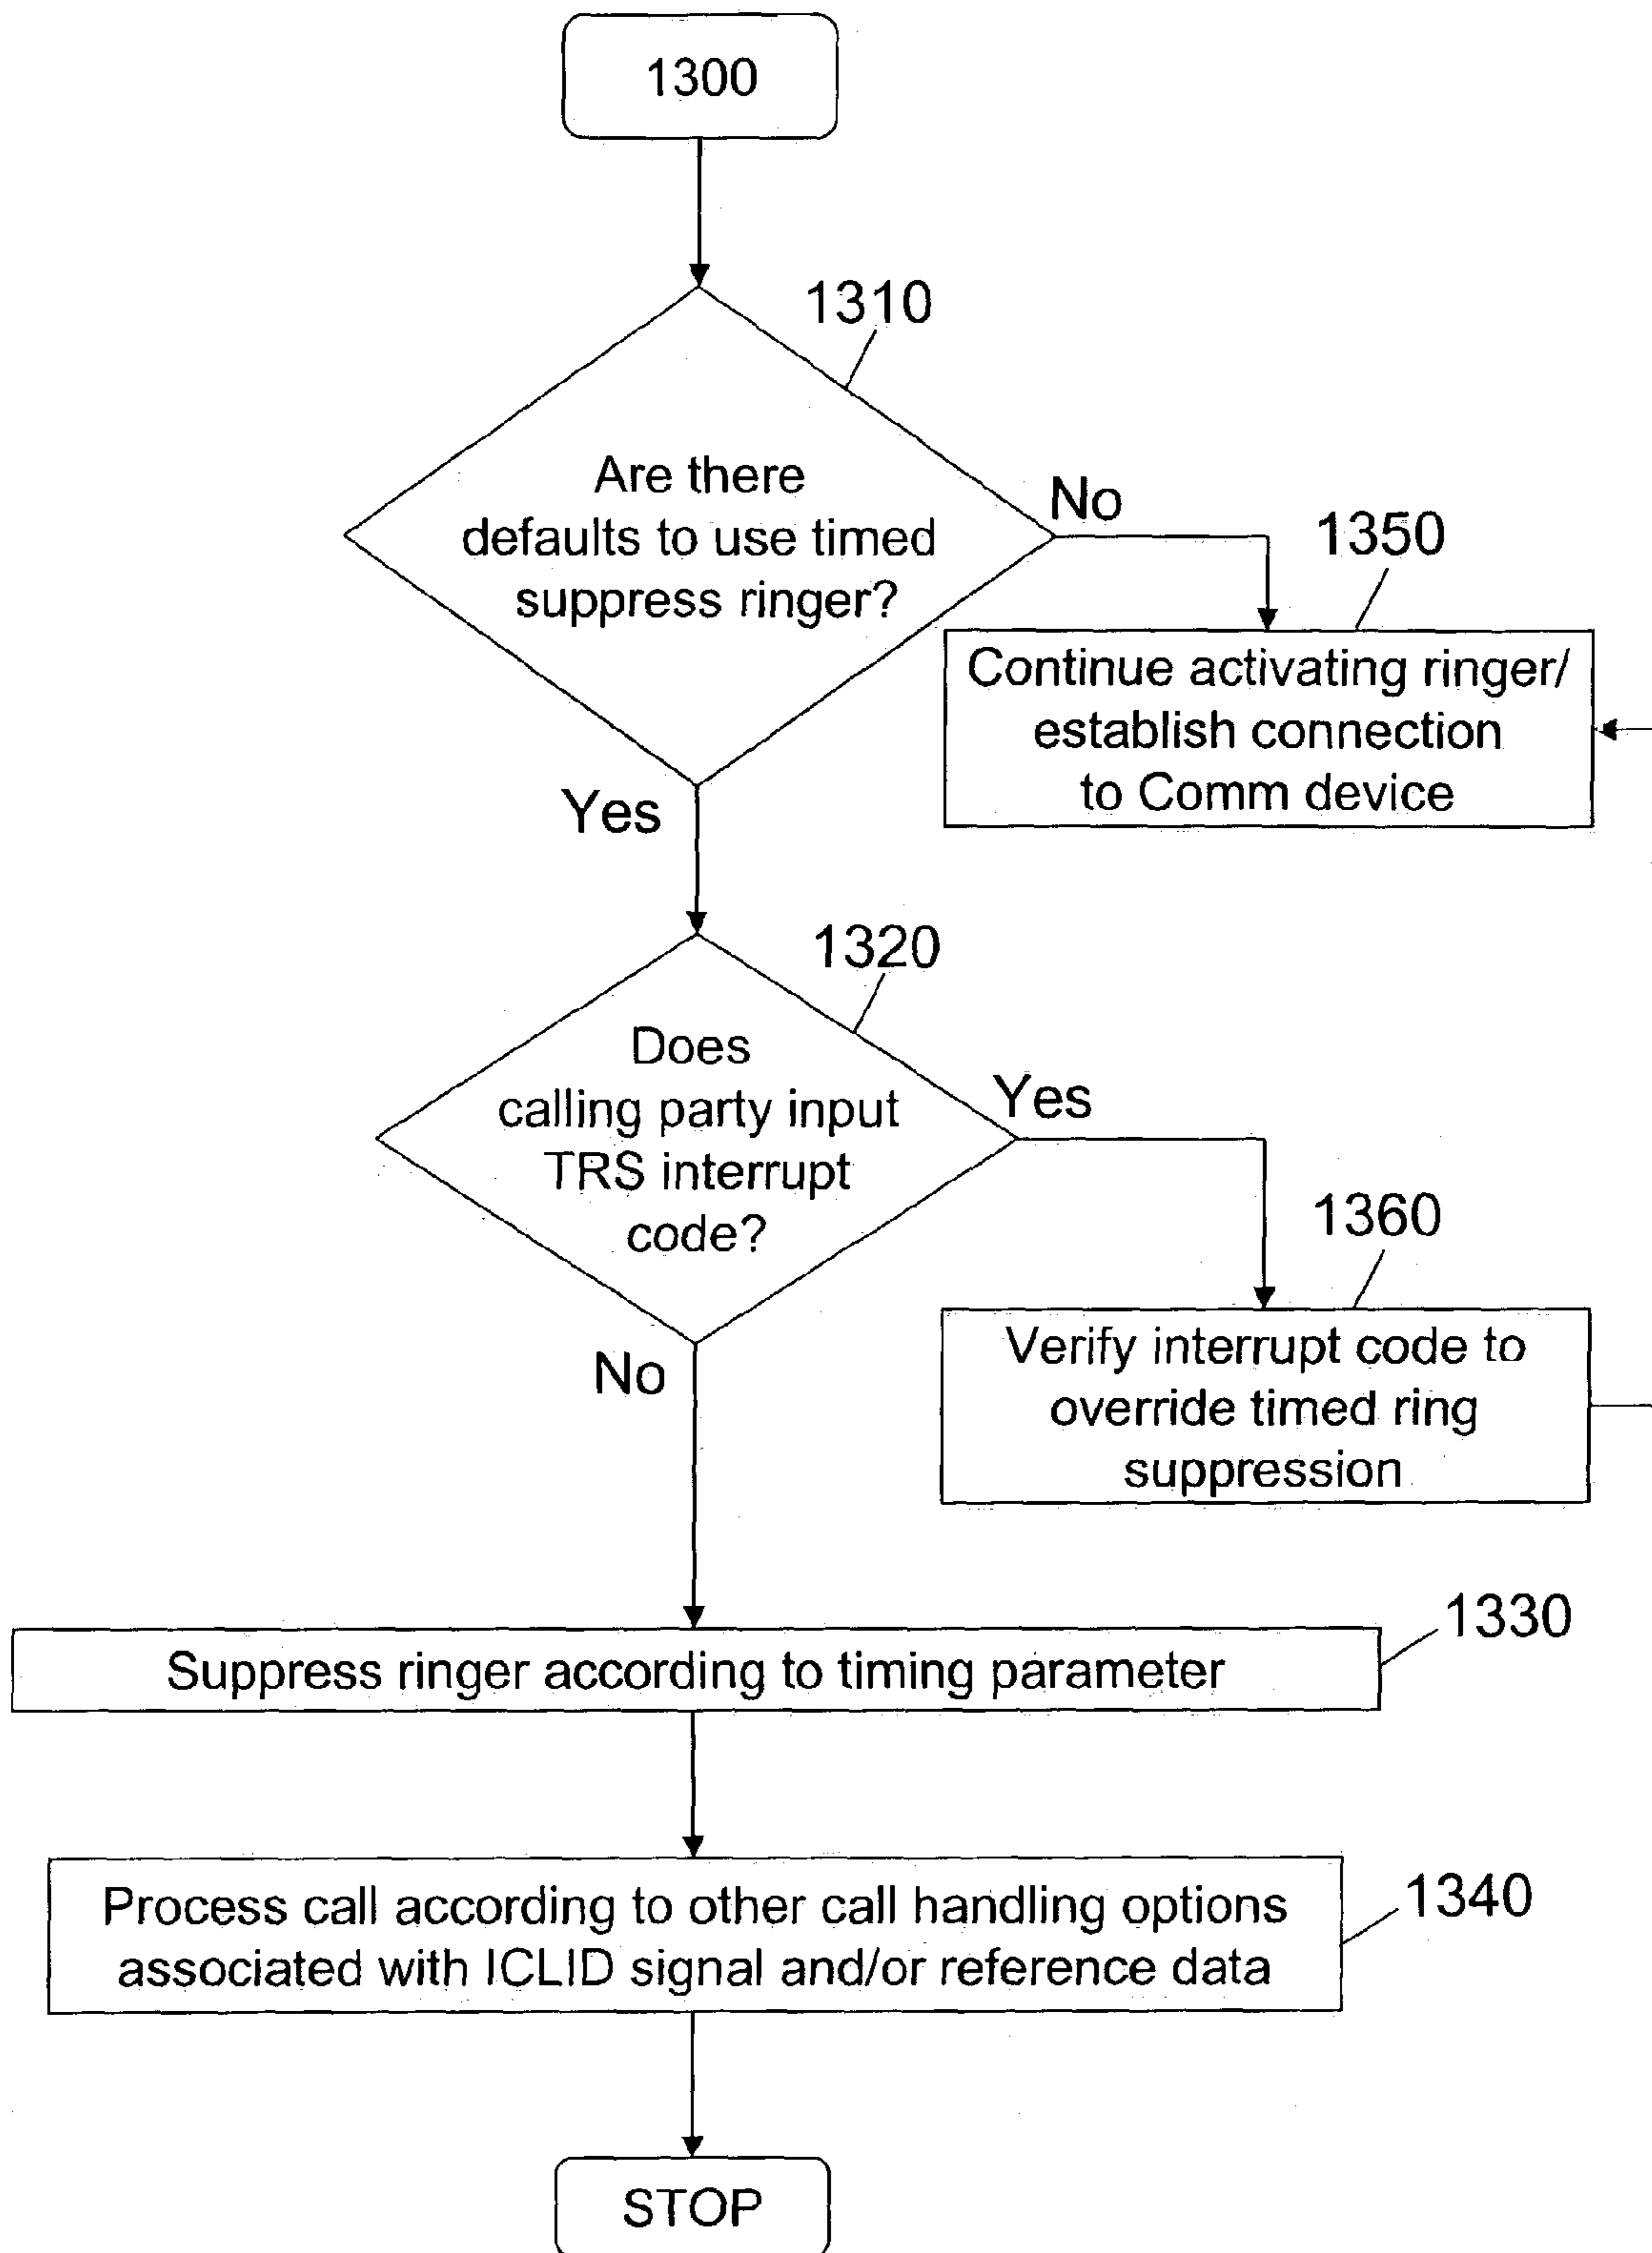 1300
1310
Are there
defaults to use timed
suppress ringer?
No
1350
Continue activating ringer/
establish connection
to Comm device
Yes
1320
Does
calling party input
TRS interrupt
code?
Yes
1360
Verify interrupt code to
override timed ring
suppression
No
1330
Suppress ringer according to timing parameter
1340
Process call according to other call handling options
associated with ICLID signal and/or reference data
STOP